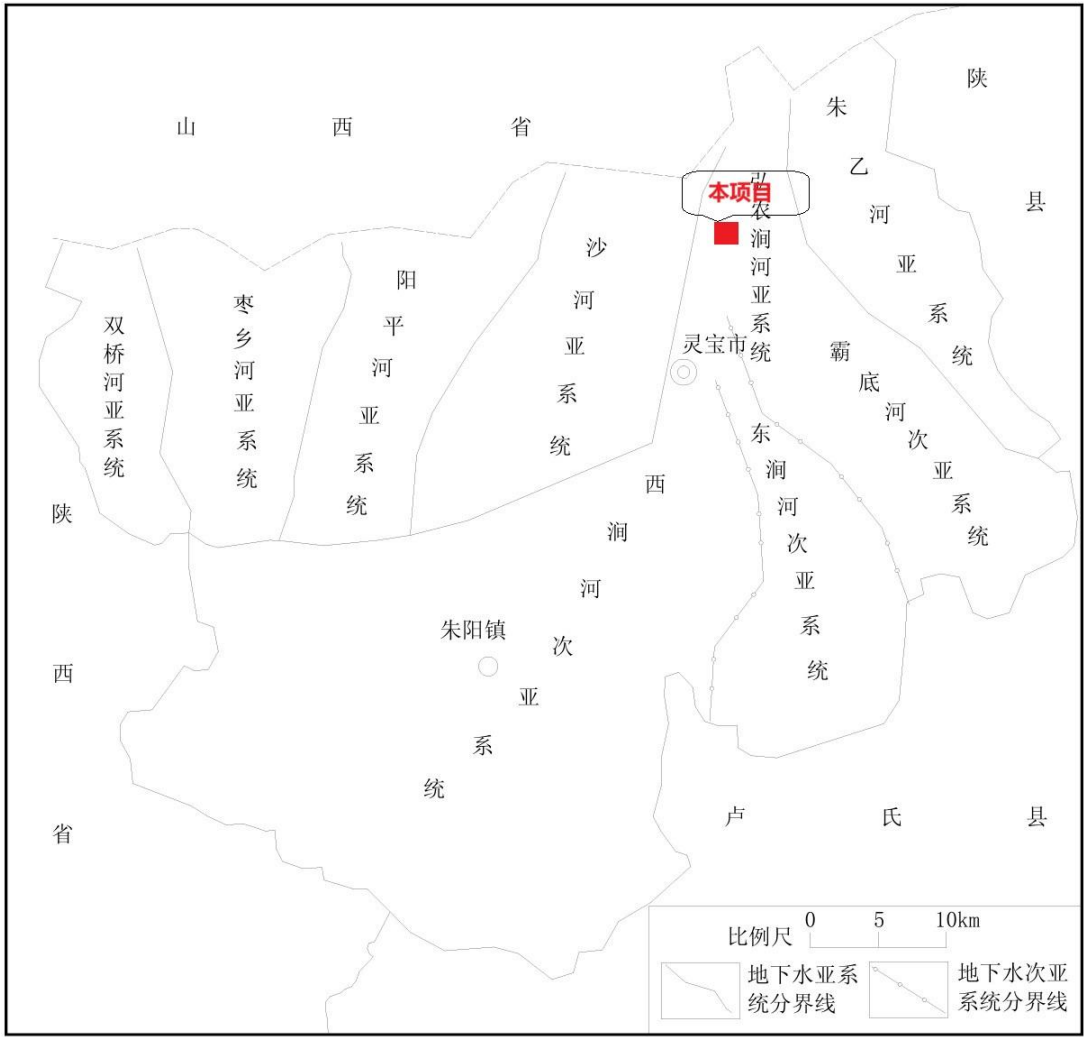 山西省
陕县
本项目
双桥河亚系统
枣乡河亚系统
阳平河亚系统
沙河亚系统
弘农涧河亚系统
朱乙河亚系统
灵宝市
霸底河次亚系统
东涧河次亚系统
西涧河次亚系统
朱阳镇
陕西省
卢氏县
比例尺 0 5 10km
地下水亚系
统分界线
地下水次亚
系统分界线